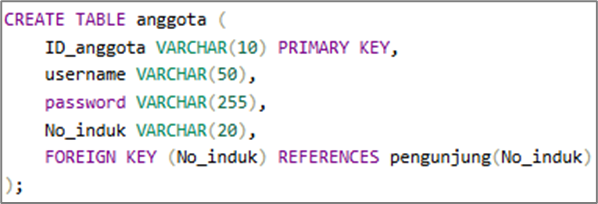 CREATE TABLE anggota (
ID_anggota VARCHAR(10) PRIMARY KEY,
username VARCHAR(50),
password VARCHAR(255),
No_induk VARCHAR(20),
FOREIGN KEY (No_induk) REFERENCES pengunjung(No_induk)
);